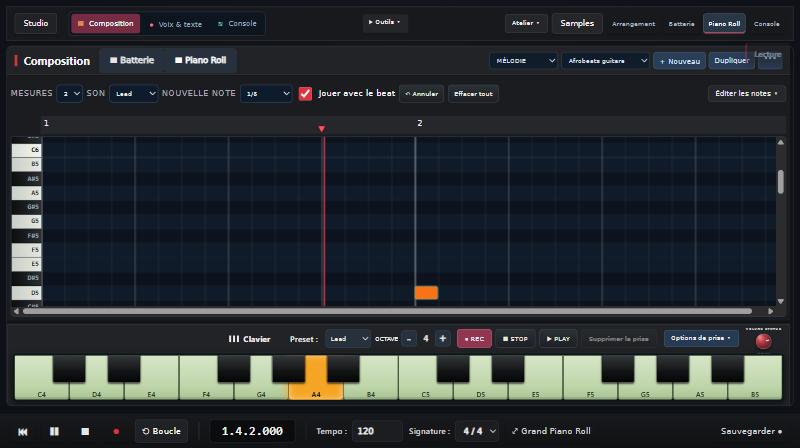 Studio Composition Voix & texte Console Outils Atelier Samples Arrangement Batterie Piano Roll Console
Composition Batterie Piano Roll MÉLODIE Afrobeats guitare + Nouveau Dupliquer Lecture
MESURES 2 SON Lead NOUVELLE NOTE 1/8 Jouer avec le beat Annuler Effacer tout Éditer les notes
1 2
C6
B5
A#5
A5
G#5
G5
F#5
F5
E5
D#5
D5
Clavier Preset : Lead OCTAVE - 4 + REC STOP PLAY Supprimer la prise Options de prise
C4 D4 E4 F4 G4 A4 B4 C5 D5 E5 F5 G5 A5 B5
Boucle 1.4.2.000 Tempo : 120 Signature : 4 / 4 Grand Piano Roll Sauvegarder